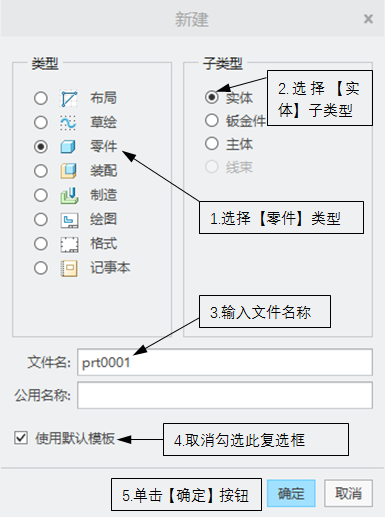 新建
类型
布局
草绘
零件
装配
制造
绘图
格式
记事本
子类型
实体
钣金件
主体
线束
2.选择【实
体】子类型
1.选择【零件】类型
3.输入文件名称
文件名: prt0001
公用名称:
使用默认模板
4.取消勾选此复选框
5.单击【确定】按钮
确定
取消